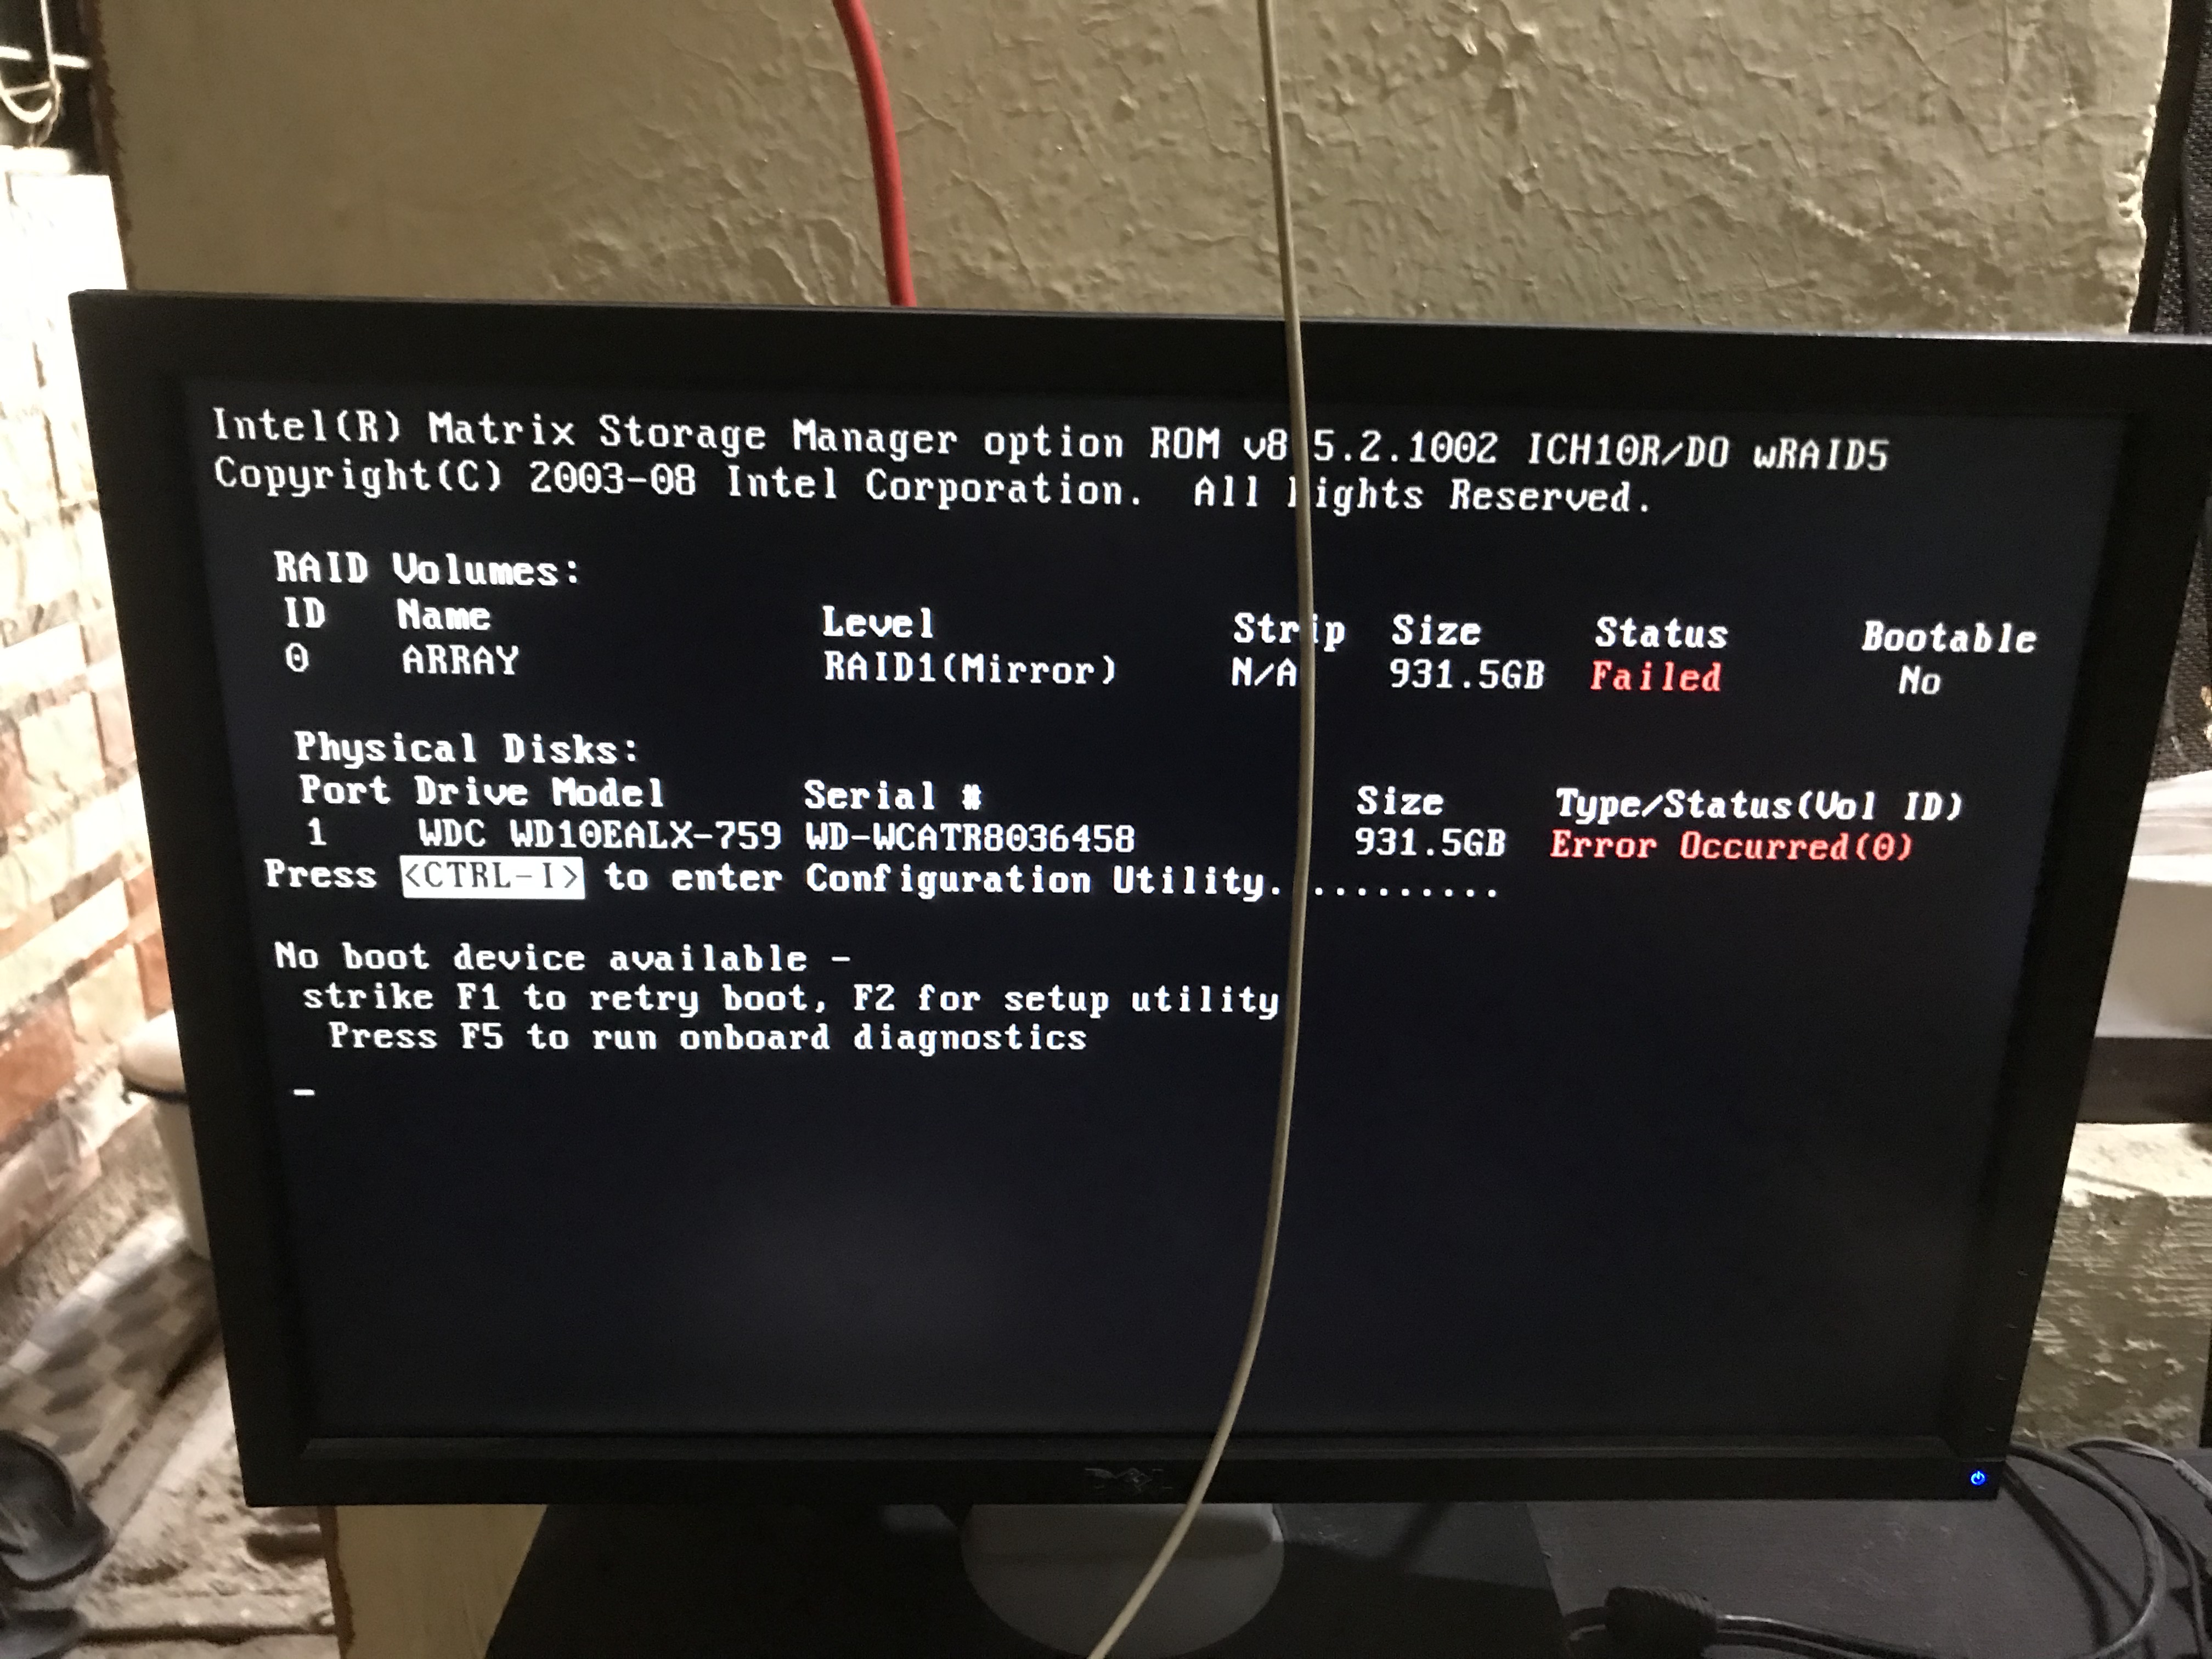 Intel(R) Matrix Storage Manager option ROM v8.5.2.1002 ICH10R/DO wRAID5
Copyright(C) 2003-08 Intel Corporation. All Rights Reserved.
RAID Volumes:
ID Name Level Strip Size Status Bootable
0 ARRAY RAID1(Mirror) N/A 931.5GB Failed No
Physical Disks:
Port Drive Model Serial # Size Type/Status(Vol ID)
1 WDC WD10EALX-759 WD-WCATR8036458 931.5GB Error Occurred(0)
Press <CTRL-I> to enter Configuration Utility...........
No boot device available -
strike F1 to retry boot, F2 for setup utility
Press F5 to run onboard diagnostics
_
DELL